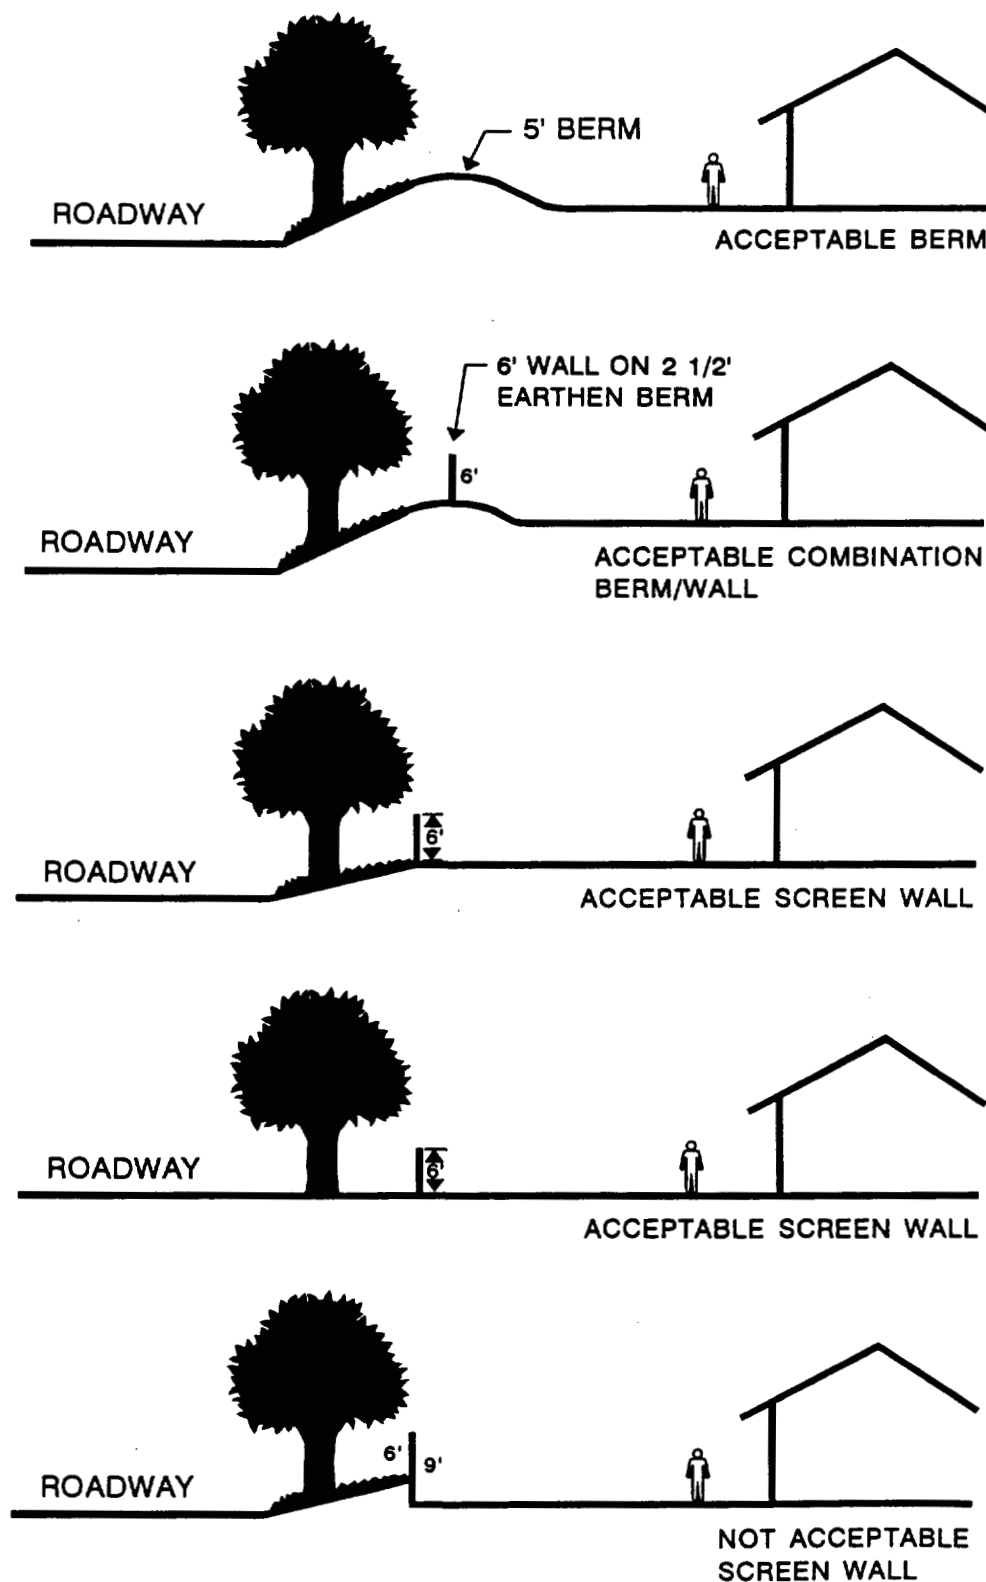 5' BERM
ROADWAY
ACCEPTABLE BERM
6' WALL ON 2 1/2'
EARTHEN BERM
6'
ROADWAY
ACCEPTABLE COMBINATION
BERM/WALL
6'
ROADWAY
ACCEPTABLE SCREEN WALL
6'
ROADWAY
ACCEPTABLE SCREEN WALL
6'
9'
ROADWAY
NOT ACCEPTABLE
SCREEN WALL